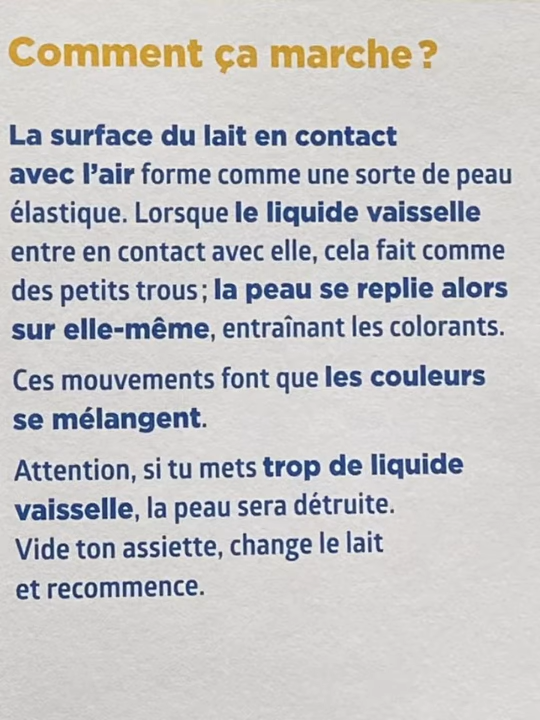 Comment ça marche ?
La surface du lait en contact
avec l'air forme comme une sorte de peau
élastique. Lorsque le liquide vaisselle
entre en contact avec elle, cela fait comme
des petits trous ; la peau se replie alors
sur elle-même, entraînant les colorants.
Ces mouvements font que les couleurs
se mélangent.
Attention, si tu mets trop de liquide
vaisselle, la peau sera détruite.
Vide ton assiette, change le lait
et recommence.